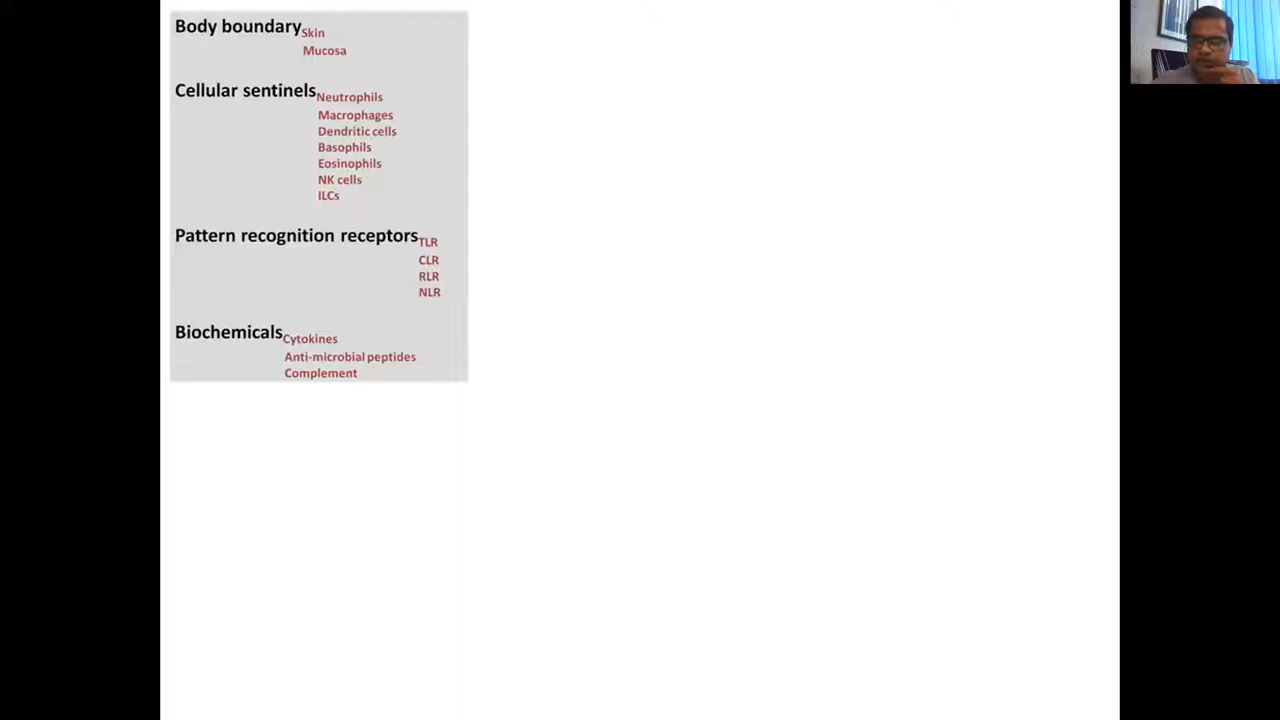 Body boundary Skin
Mucosa
Cellular sentinels Neutrophils
Macrophages
Dendritic cells
Basophils
Eosinophils
NK cells
ILCs
Pattern recognition receptors TLR
CLR
RLR
NLR
Biochemicals Cytokines
Anti-microbial peptides
Complement